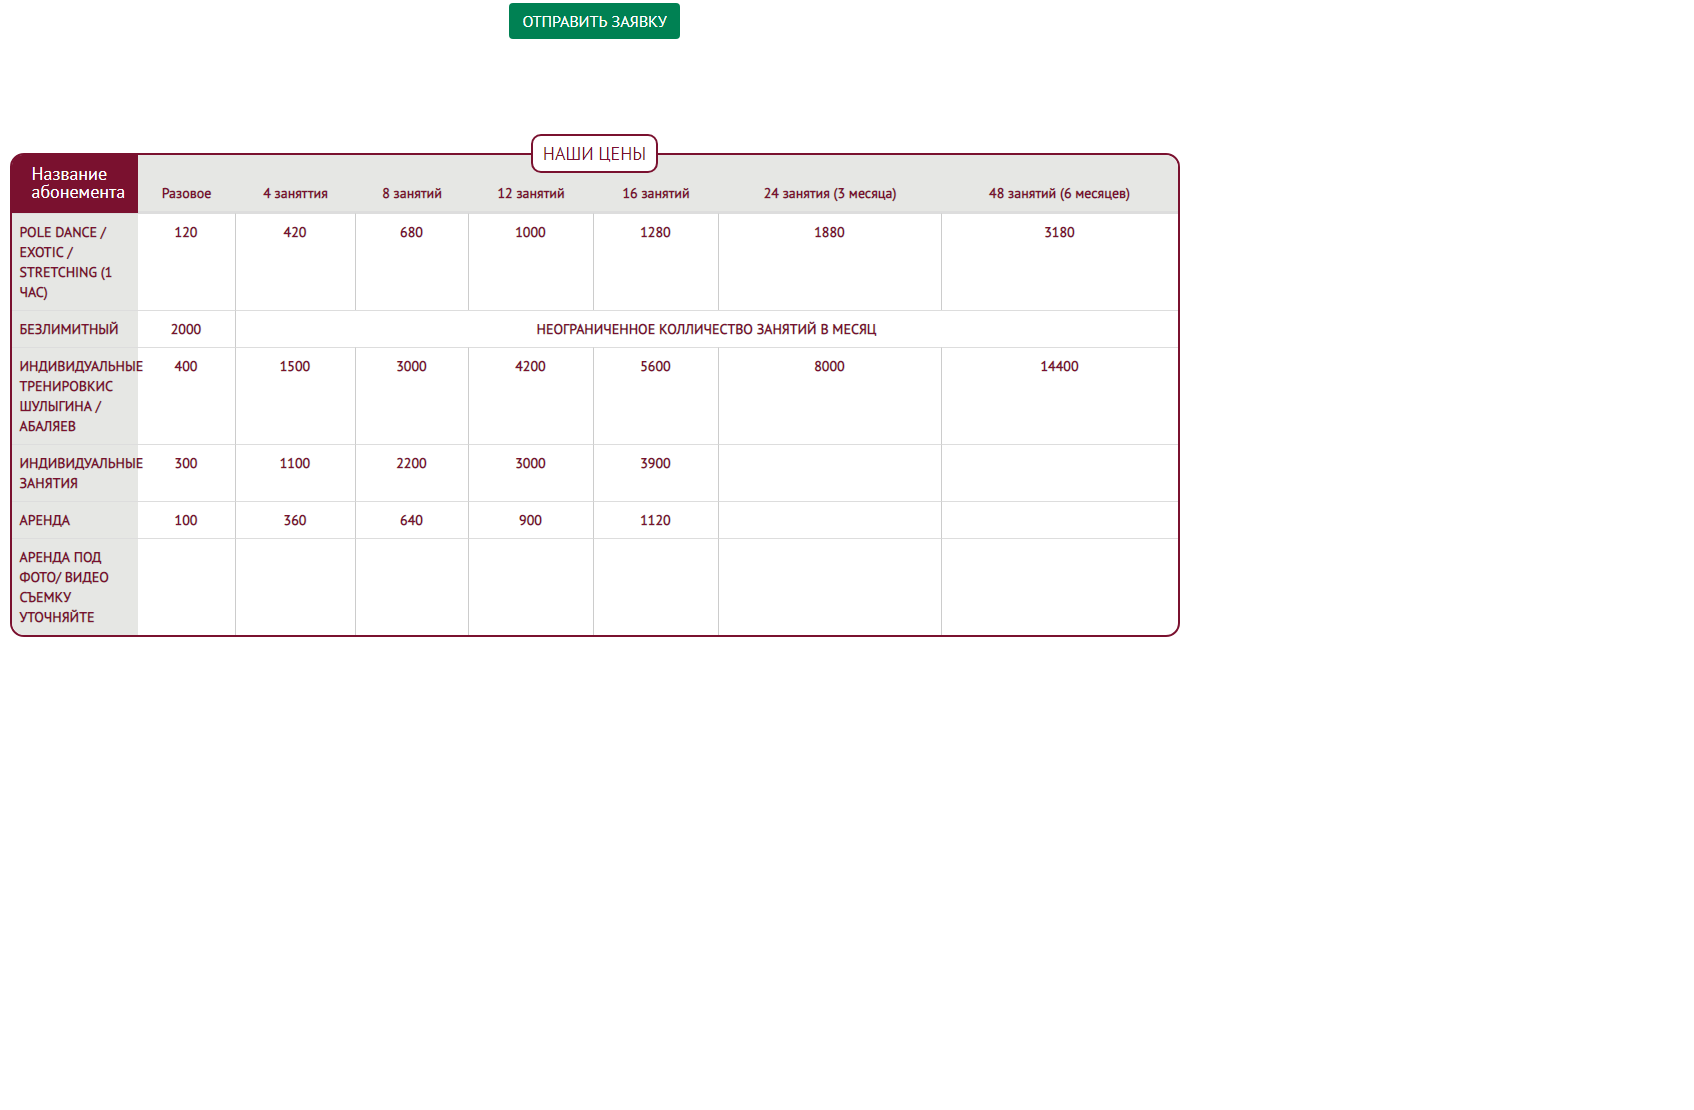 ОТПРАВИТЬ ЗАЯВКУ
НАШИ ЦЕНЫ
Название
абонемента
Разовое 4 заняттия 8 занятий 12 занятий 16 занятий 24 занятия (3 месяца) 48 занятий (6 месяцев)
POLE DANCE / 120 420 680 1000 1280 1880 3180
EXOTIC /
STRETCHING (1
ЧАС)
БЕЗЛИМИТНЫЙ 2000 НЕОГРАНИЧЕННОЕ КОЛЛИЧЕСТВО ЗАНЯТИЙ В МЕСЯЦ
ИНДИВИДУАЛЬНЫЕ 400 1500 3000 4200 5600 8000 14400
ТРЕНИРОВКИС
ШУЛЫГИНА /
АБАЛЯЕВ
ИНДИВИДУАЛЬНЫЕ 300 1100 2200 3000 3900
ЗАНЯТИЯ
АРЕНДА 100 360 640 900 1120
АРЕНДА ПОД
ФОТО/ ВИДЕО
СЪЕМКУ
УТОЧНЯЙТЕ